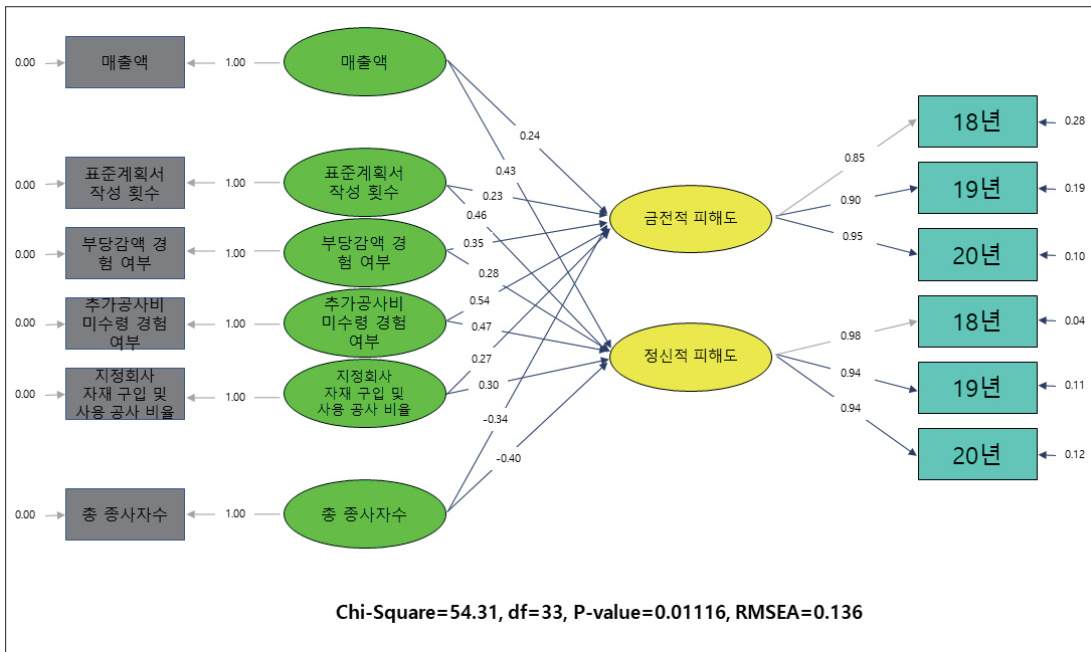 0.00
매출액
1.00
매출액
0.00
표준계획서
작성 횟수
1.00
표준계획서
작성 횟수
0.00
부당감액 경
험 여부
1.00
부당감액 경
험 여부
0.00
추가공사비
미수령 경험
여부
1.00
추가공사비
미수령 경험
여부
0.00
지정회사
자재 구입 및
사용 공사 비율
1.00
지정회사
자재 구입 및
사용 공사 비율
0.00
총 종사자수
1.00
총 종사자수
0.24
0.43
0.23
0.46
0.35
0.28
0.54
0.47
0.27
0.30
-0.34
-0.40
금전적 피해도
정신적 피해도
0.85
0.90
0.95
0.98
0.94
0.94
18년
0.28
19년
0.19
20년
0.10
18년
0.04
19년
0.11
20년
0.12
Chi-Square=54.31, df=33, P-value=0.01116, RMSEA=0.136